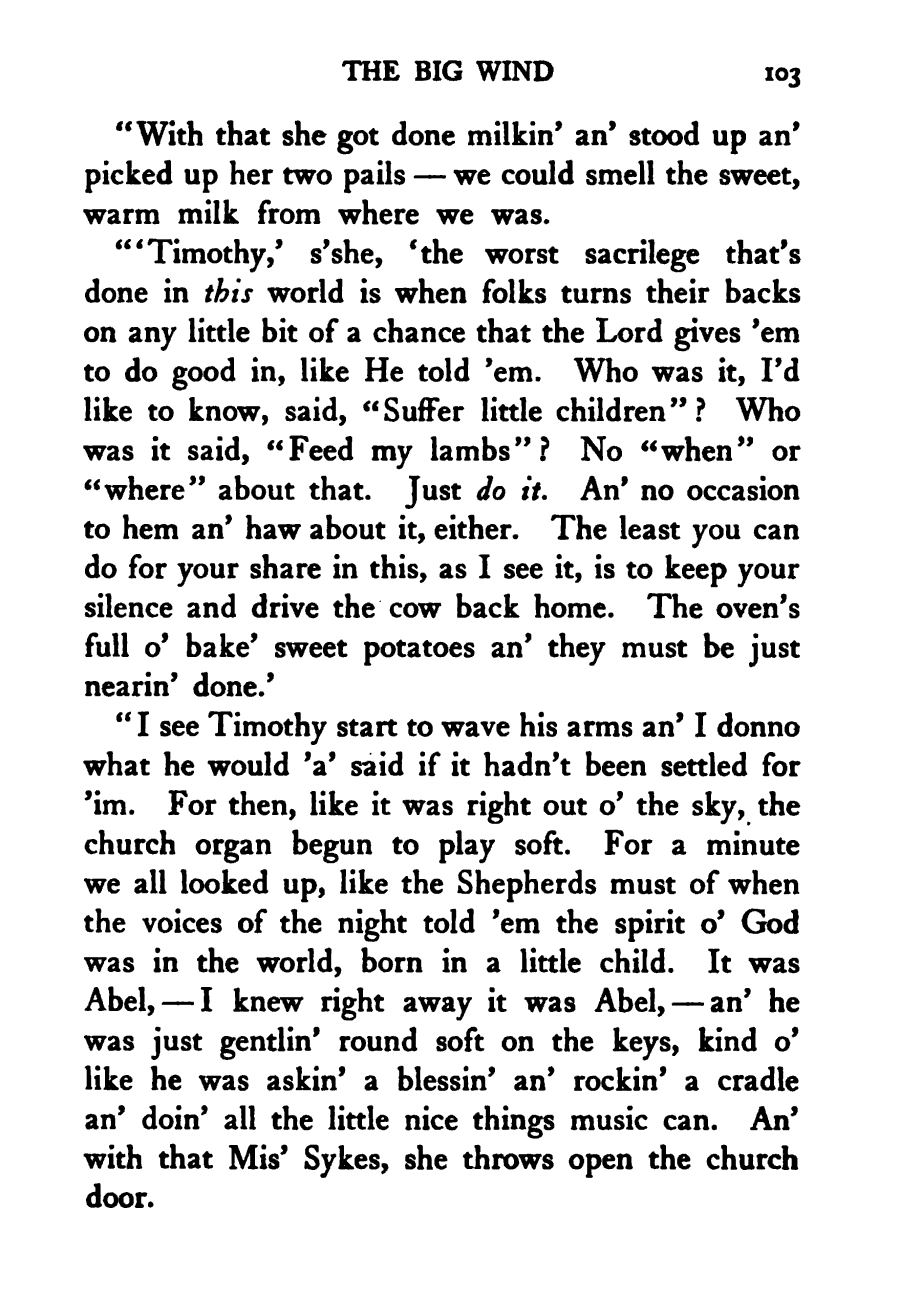 THE BIG WIND 103
“With that she got done milkin’ an’ stood up an’
picked up her two pails — we could smell the sweet,
warm milk from where we was.
“‘Timothy,’ s’she, ‘the worst sacrilege that’s
done in this world is when folks turns their backs
on any little bit of a chance that the Lord gives ’em
to do good in, like He told ’em. Who was it, I’d
like to know, said, “Suffer little children”? Who
was it said, “Feed my lambs”? No “when” or
“where” about that. Just do it. An’ no occasion
to hem an’ haw about it, either. The least you can
do for your share in this, as I see it, is to keep your
silence and drive the cow back home. The oven’s
full o’ bake’ sweet potatoes an’ they must be just
nearin’ done.’
“I see Timothy start to wave his arms an’ I donno
what he would ’a’ said if it hadn’t been settled for
’im. For then, like it was right out o’ the sky, the
church organ begun to play soft. For a minute
we all looked up, like the Shepherds must of when
the voices of the night told ’em the spirit o’ God
was in the world, born in a little child. It was
Abel, — I knew right away it was Abel, — an’ he
was just gentlin’ round soft on the keys, kind o’
like he was askin’ a blessin’ an’ rockin’ a cradle
an’ doin’ all the little nice things music can. An’
with that Mis’ Sykes, she throws open the church
door.